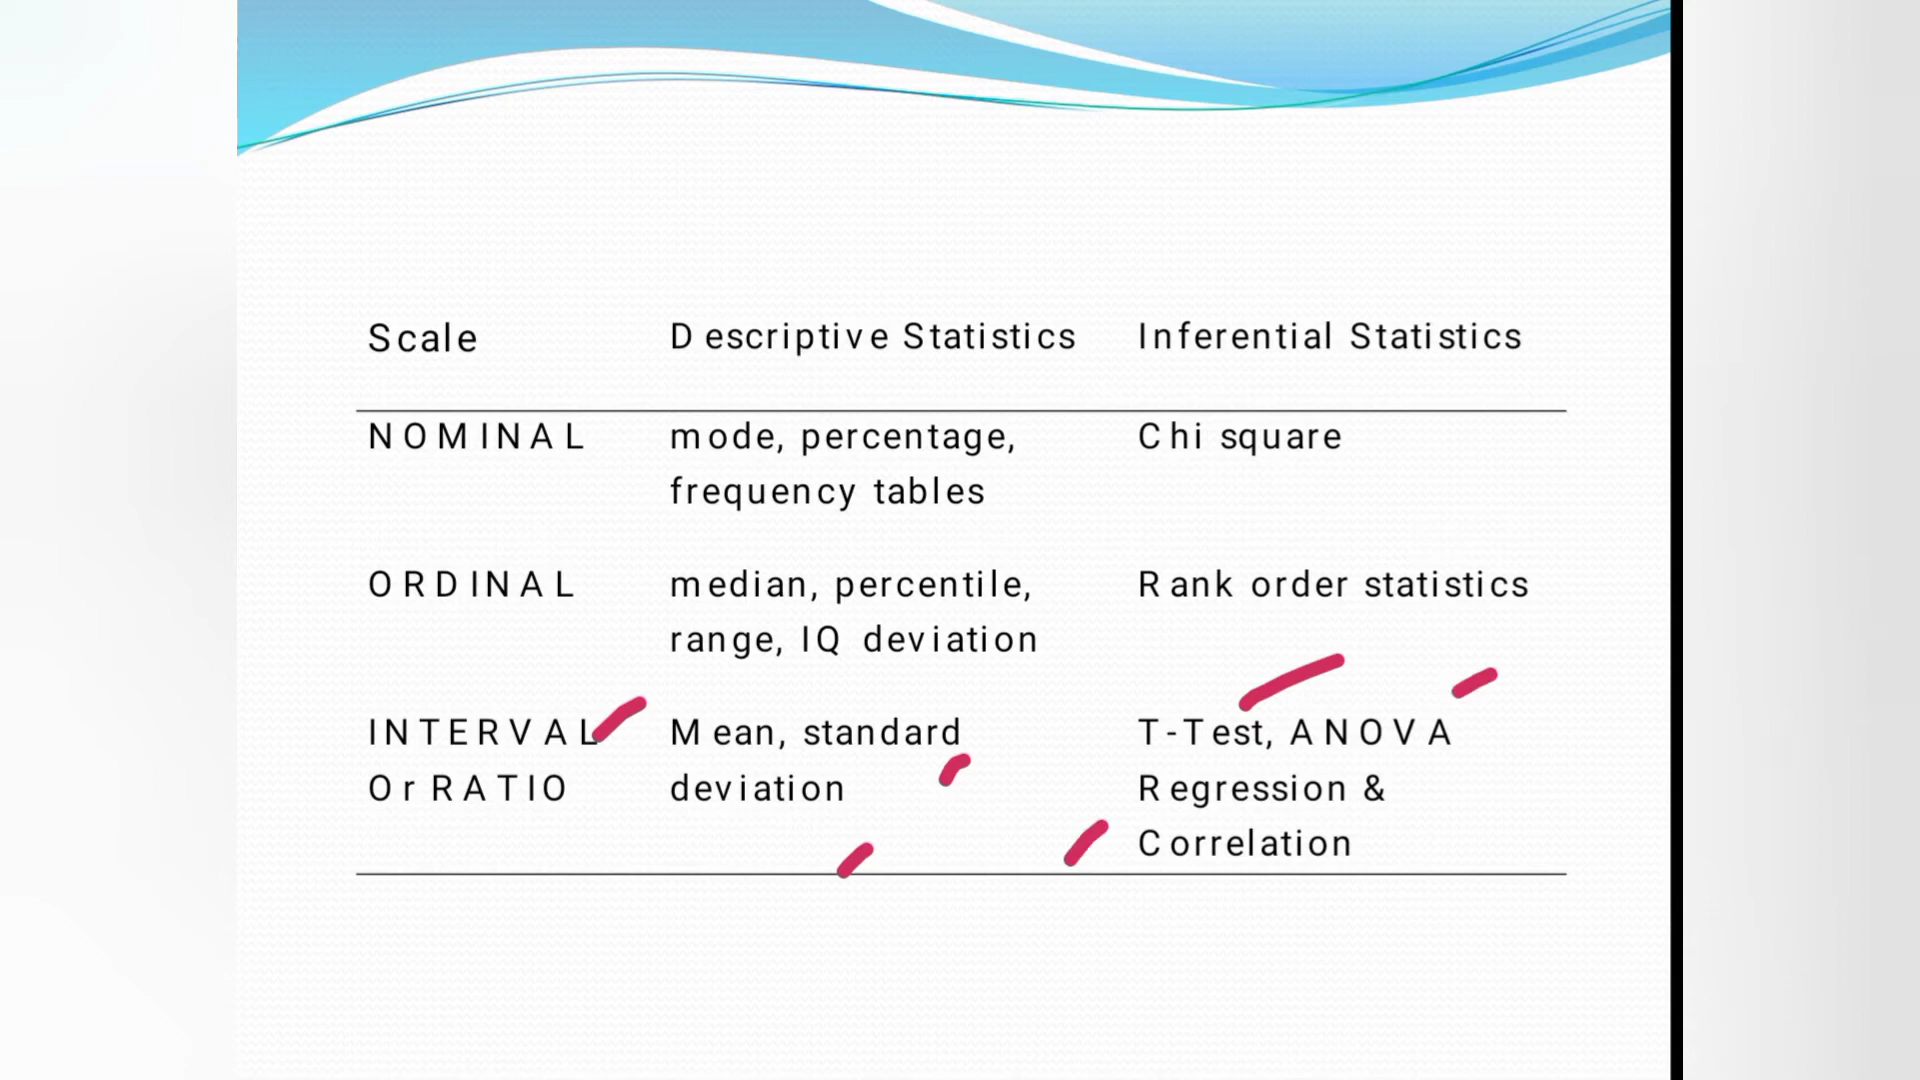 Scale Descriptive Statistics Inferential Statistics
NOMINAL mode, percentage, Chi square
frequency tables
ORDINAL median, percentile, Rank order statistics
range, IQ deviation
INTERVAL Mean, standard T-Test, ANOVA
Or RATIO deviation Regression &
Correlation